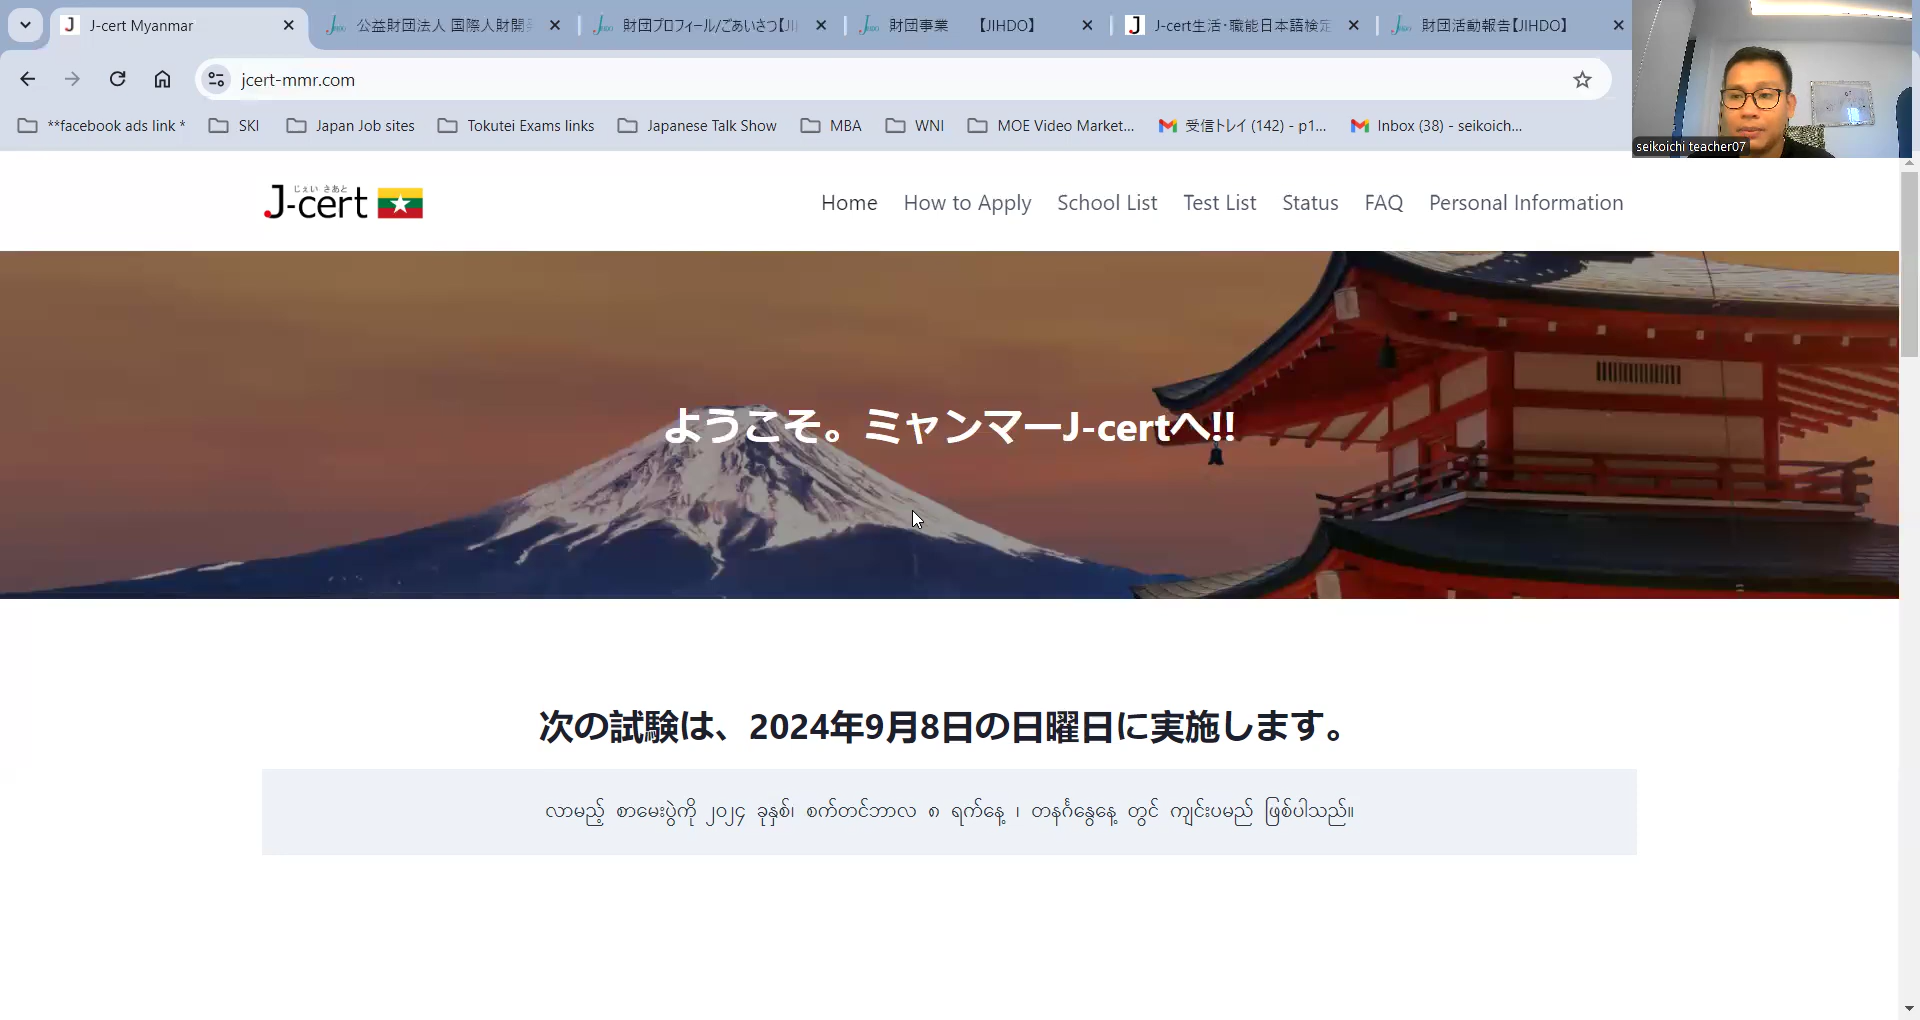 J-cert Myanmar
公益財団法人 国際人財開
財団プロフィール/ごあいさつ【JI
財団事業 【JIHDO】
J-cert生活・職能日本語検定
財団活動報告【JIHDO】
jcert-mmr.com
**facebook ads link *
SKI
Japan Job sites
Tokutei Exams links
Japanese Talk Show
MBA
WNI
MOE Video Market...
受信トレイ (142) - p1...
Inbox (38) - seikoich...
seikoichi teacher07
じぇい さあと
J-cert
Home
How to Apply
School List
Test List
Status
FAQ
Personal Information
ようこそ。ミャンマーJ-certへ!!
次の試験は、2024年9月8日の日曜日に実施します。
လာမည့် စာမေးပွဲကို ၂၀၂၄ ခုနှစ်၊ စက်တင်ဘာလ ၈ ရက်နေ့ ၊ တနင်္ဂနွေနေ့ တွင် ကျင်းပမည် ဖြစ်ပါသည်။